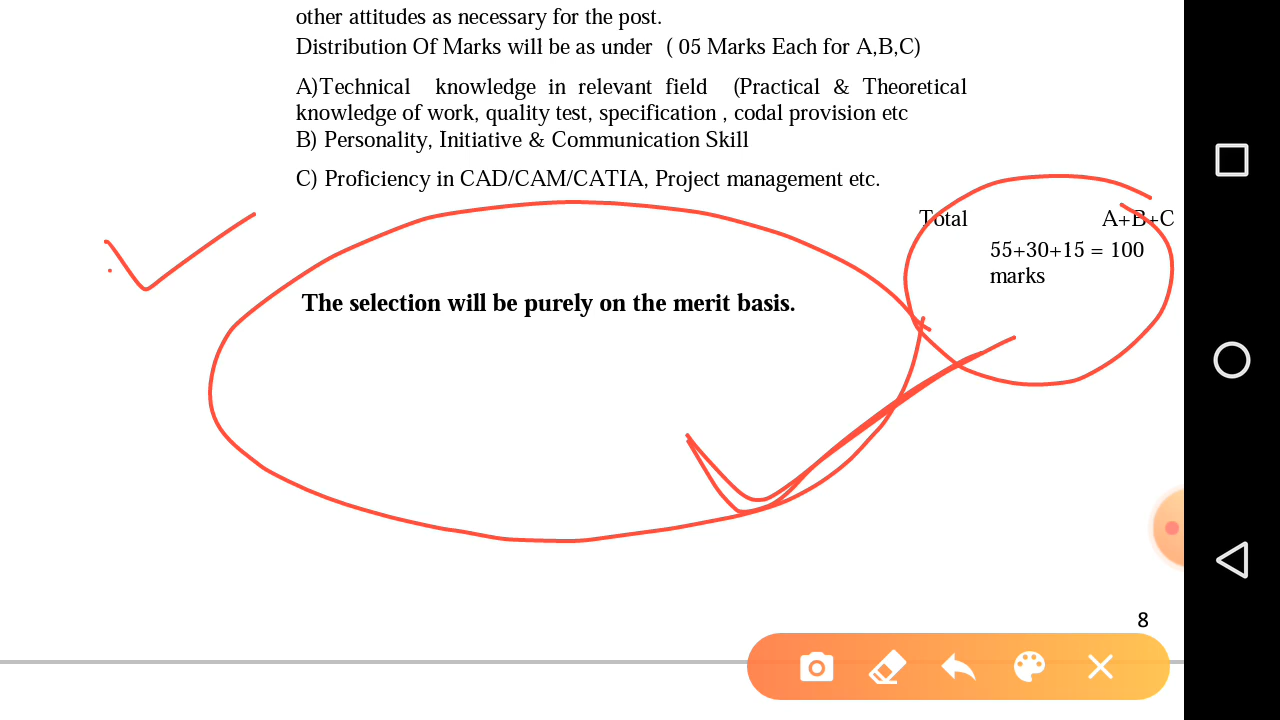 other attitudes as necessary for the post.
Distribution Of Marks will be as under ( 05 Marks Each for A,B,C)
A)Technical knowledge in relevant field (Practical & Theoretical
knowledge of work, quality test, specification , codal provision etc
B) Personality, Initiative & Communication Skill
C) Proficiency in CAD/CAM/CATIA, Project management etc.
Total A+B+C
55+30+15 = 100
marks
The selection will be purely on the merit basis.
8